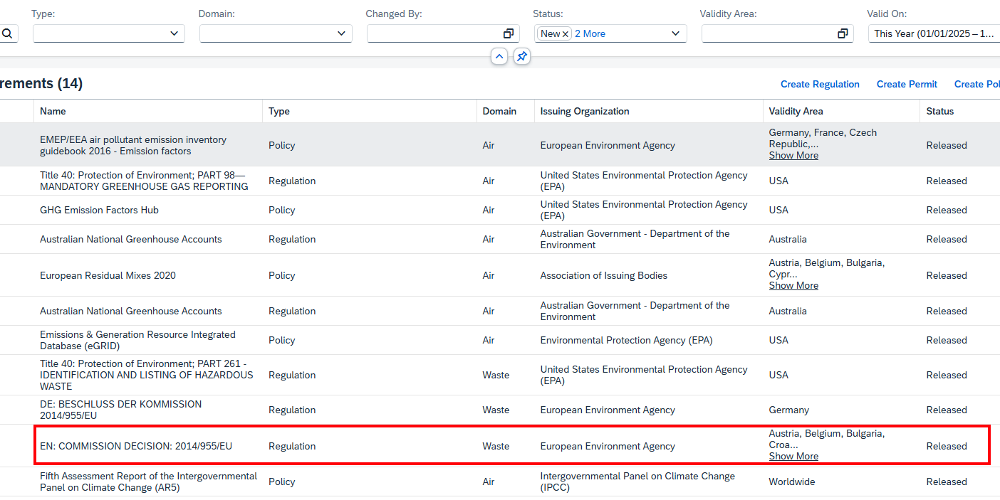 Type:
Domain:
Changed By:
Status:
Validity Area:
Valid On:
New
2 More
This Year (01/01/2025 – 1...
rements (14)
Create Regulation
Create Permit
Create Pol
Name
Type
Domain
Issuing Organization
Validity Area
Status
EMEP/EEA air pollutant emission inventory
guidebook 2016 - Emission factors
Policy
Air
European Environment Agency
Germany, France, Czech
Republic,...
Show More
Released
Title 40: Protection of Environment; PART 98—
MANDATORY GREENHOUSE GAS REPORTING
Regulation
Air
United States Environmental Protection Agency
(EPA)
USA
Released
GHG Emission Factors Hub
Policy
Air
United States Environmental Protection Agency
(EPA)
USA
Released
Australian National Greenhouse Accounts
Regulation
Air
Australian Government - Department of the
Environment
Australia
Released
European Residual Mixes 2020
Policy
Air
Association of Issuing Bodies
Austria, Belgium, Bulgaria,
Cypr...
Show More
Released
Australian National Greenhouse Accounts
Regulation
Air
Australian Government - Department of the
Environment
Australia
Released
Emissions & Generation Resource Integrated
Database (eGRID)
Policy
Air
Environmental Protection Agency (EPA)
USA
Released
Title 40: Protection of Environment; PART 261 -
IDENTIFICATION AND LISTING OF HAZARDOUS
WASTE
Regulation
Waste
United States Environmental Protection Agency
(EPA)
USA
Released
DE: BESCHLUSS DER KOMMISSION
2014/955/EU
Regulation
Waste
European Environment Agency
Germany
Released
EN: COMMISSION DECISION: 2014/955/EU
Regulation
Waste
European Environment Agency
Austria, Belgium, Bulgaria,
Croa...
Show More
Released
Fifth Assessment Report of the Intergovernmental
Panel on Climate Change (AR5)
Policy
Air
Intergovernmental Panel on Climate Change
(IPCC)
Worldwide
Released